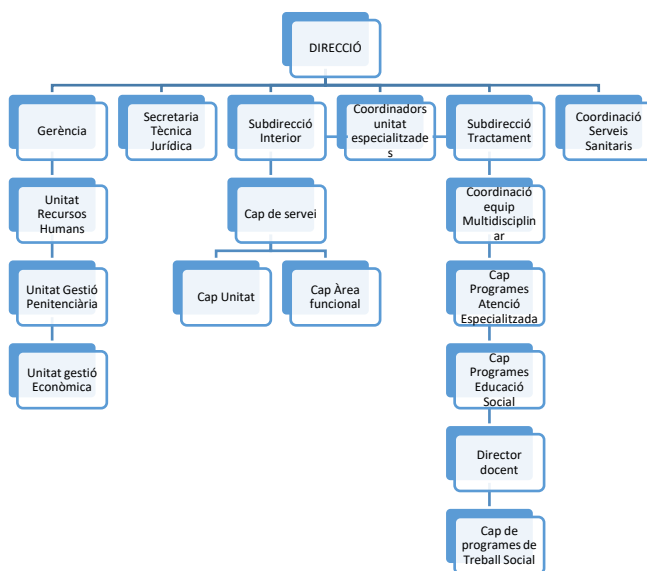 DIRECCIÓ
Gerència
Secretaria
Tècnica
Jurídica
Subdirecció
Interior
Coordinadors
unitat
especialitzade
s
Subdirecció
Tractament
Coordinació
Serveis
Sanitaris
Unitat
Recursos
Humans
Cap de servei
Coordinació
equip
Multidisciplin
ar
Unitat Gestió
Penitenciària
Cap Unitat
Cap Àrea
funcional
Cap
Programes
Atenció
Especialitzada
Unitat gestió
Econòmica
Cap
Programes
Educació
Social
Director
docent
Cap de
programes de
Treball Social